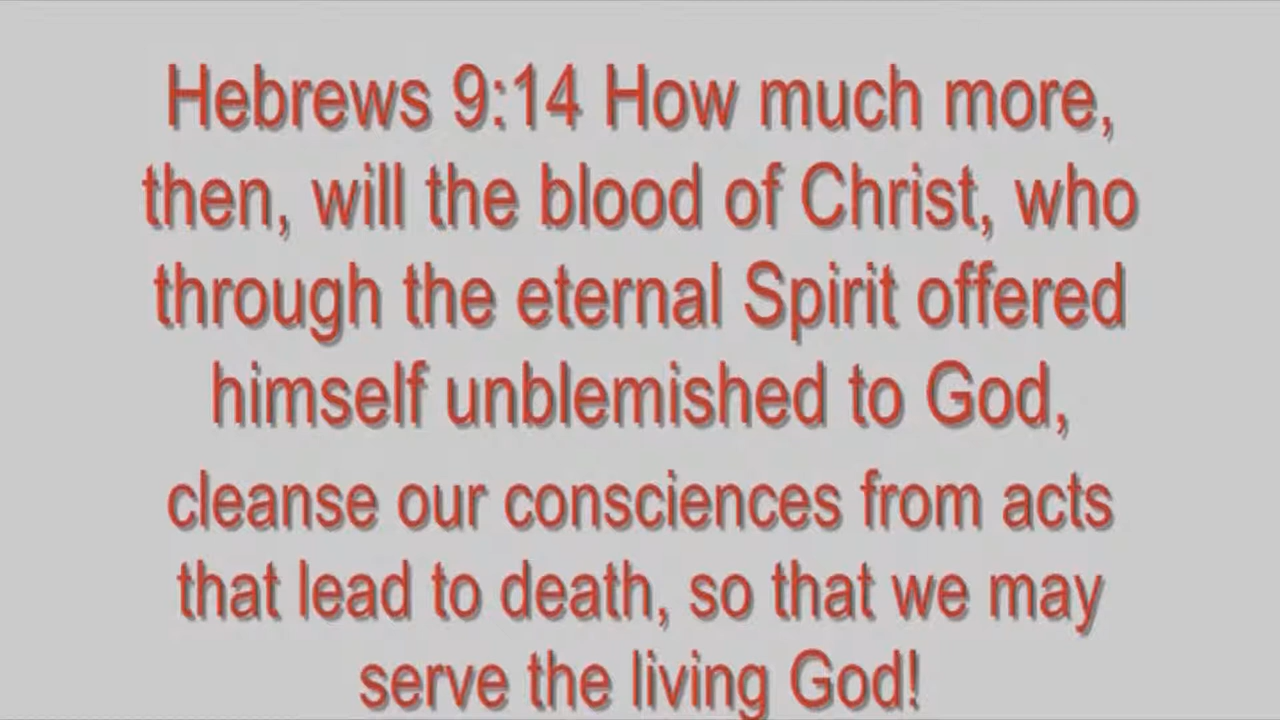 Hebrews 9:14 How much more,
then, will the blood of Christ, who
through the eternal Spirit offered
himself unblemished to God,
cleanse our consciences from acts
that lead to death, so that we may
serve the living God!